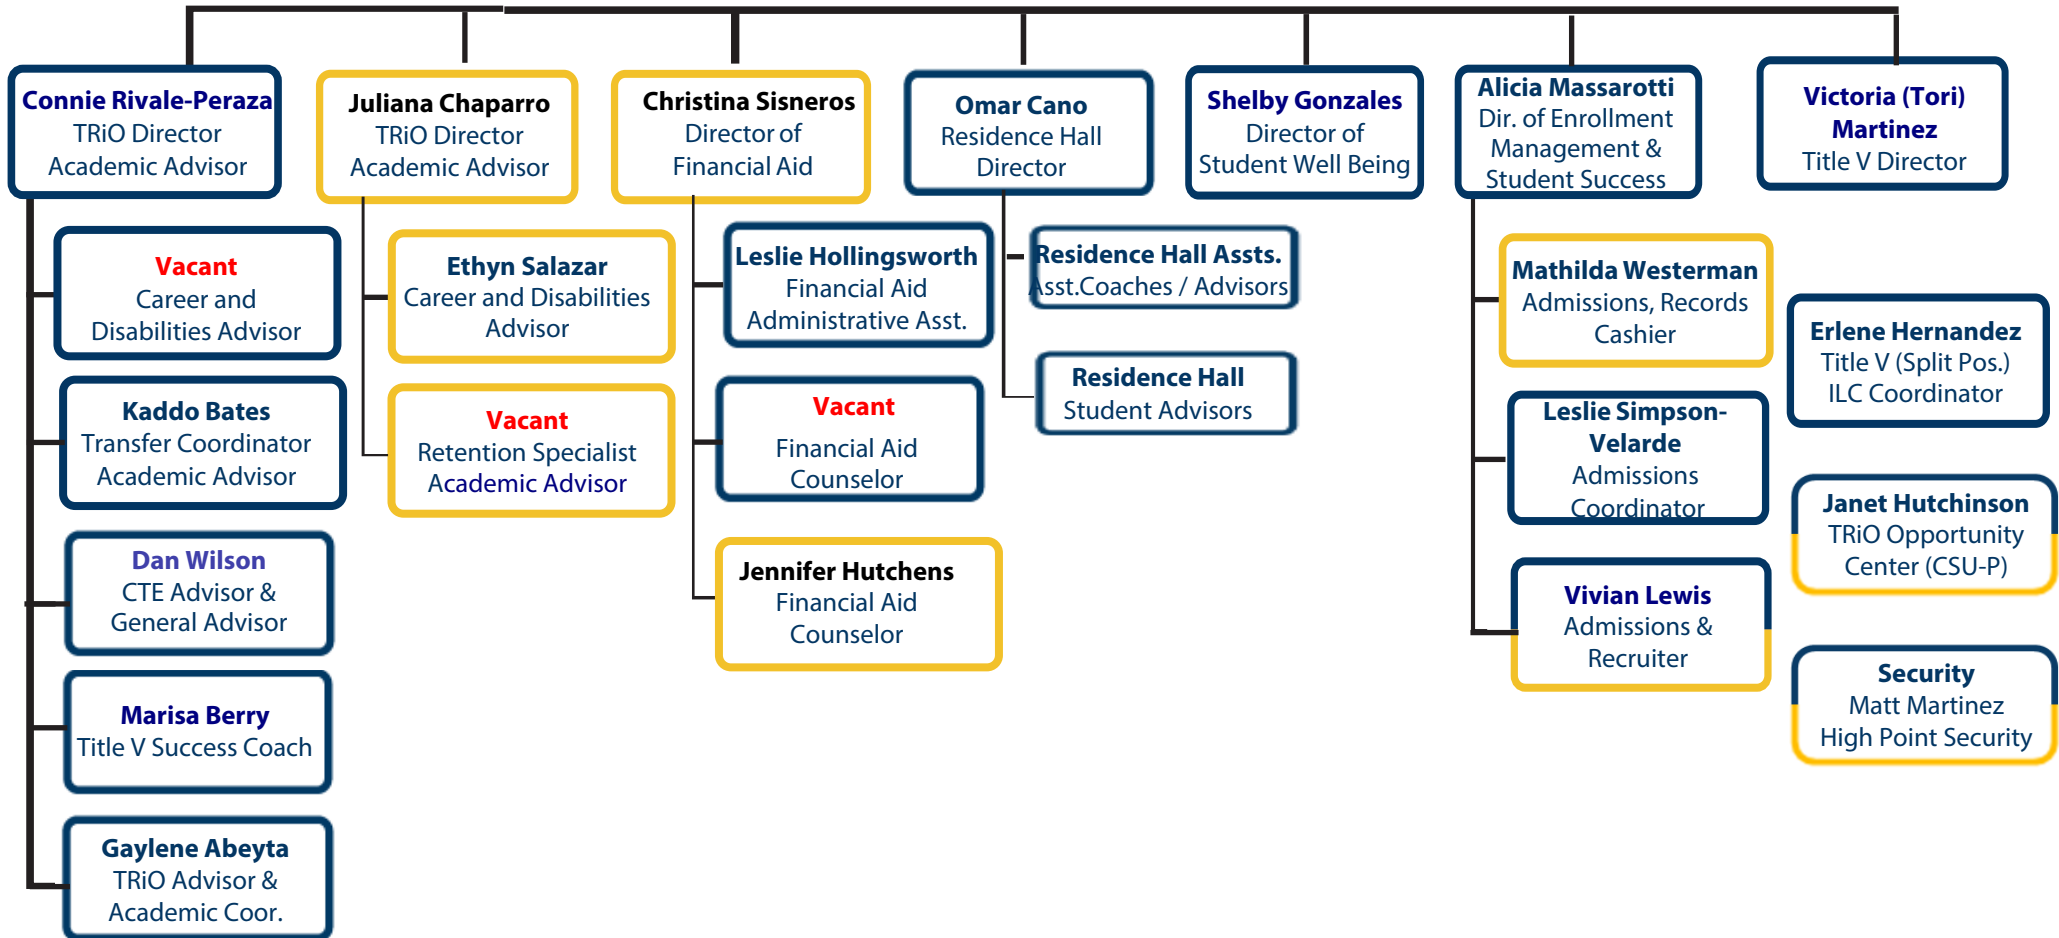 Connie Rivale-Peraza
TRiO Director
Academic Advisor
Vacant
Career and
Disabilities Advisor
Kaddo Bates
Transfer Coordinator
Academic Advisor
Dan Wilson
CTE Advisor &
General Advisor
Marisa Berry
Title V Success Coach
Gaylene Abeyta
TRiO Advisor &
Academic Coor.
Juliana Chaparro
TRiO Director
Academic Advisor
Ethyn Salazar
Career and Disabilities
Advisor
Vacant
Retention Specialist
Academic Advisor
Christina Sisneros
Director of
Financial Aid
Leslie Hollingsworth
Financial Aid
Administrative Asst.
Vacant
Financial Aid
Counselor
Jennifer Hutchens
Financial Aid
Counselor
Omar Cano
Residence Hall
Director
Residence Hall Assts.
Asst.Coaches / Advisors
Residence Hall
Student Advisors
Shelby Gonzales
Director of
Student Well Being
Alicia Massarotti
Dir. of Enrollment
Management &
Student Success
Mathilda Westerman
Admissions, Records
Cashier
Leslie Simpson-
Velarde
Admissions
Coordinator
Vivian Lewis
Admissions &
Recruiter
Victoria (Tori)
Martinez
Title V Director
Erlene Hernandez
Title V (Split Pos.)
ILC Coordinator
Janet Hutchinson
TRiO Opportunity
Center (CSU-P)
Security
Matt Martinez
High Point Security